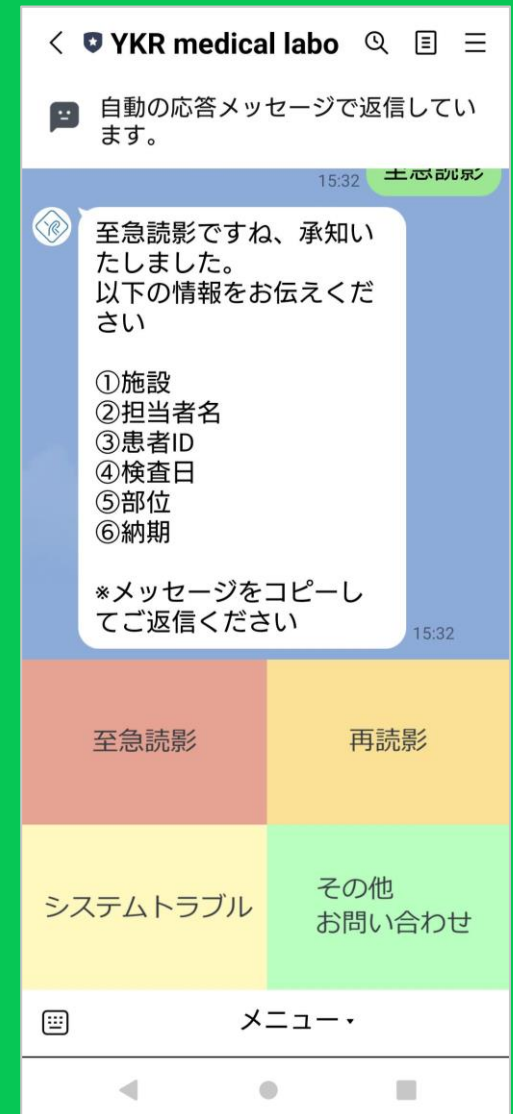 YKR medical labo
自動の応答メッセージで返信してい
ます。
15:32
至急読影
至急読影ですね、承知い
たしました。
以下の情報をお伝えくだ
さい
①施設
②担当者名
③患者ID
④検査日
⑤部位
⑥納期
※メッセージをコピーし
てご返信ください
15:32
至急読影
再読影
システムトラブル
その他
お問い合わせ
メニュー